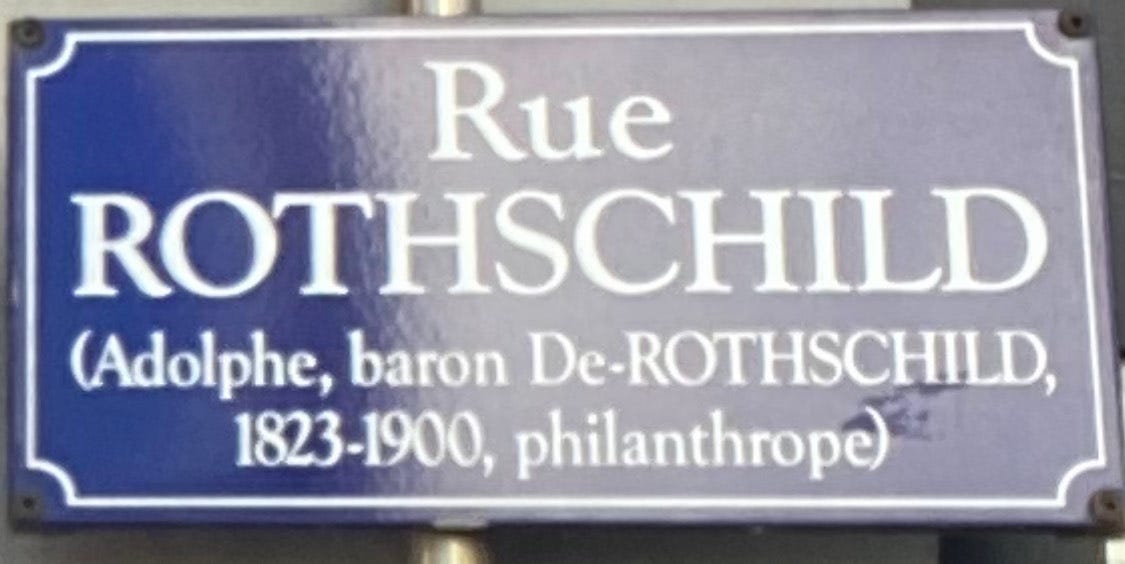 Rue
ROTHSCHILD
(Adolphe, baron De-ROTHSCHILD,
1823-1900, philanthrope)